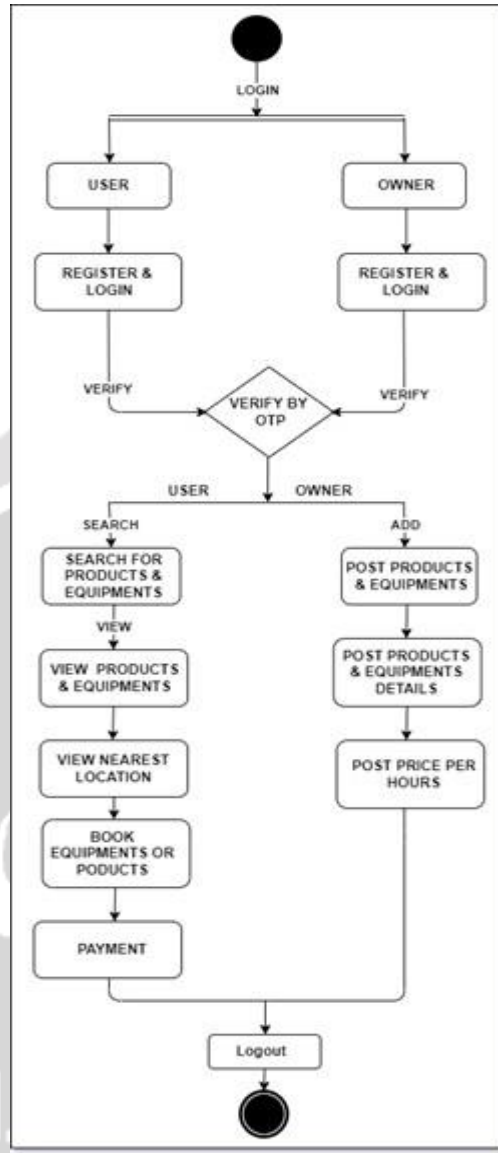 LOGIN
USER
OWNER
REGISTER &
LOGIN
REGISTER &
LOGIN
VERIFY
VERIFY BY
OTP
VERIFY
USER
OWNER
SEARCH
ADD
SEARCH FOR
PRODUCTS &
EQUIPMENTS
POST PRODUCTS
& EQUIPMENTS
VIEW
VIEW PRODUCTS
& EQUIPMENTS
POST PRODUCTS
& EQUIPMENTS
DETAILS
VIEW NEAREST
LOCATION
POST PRICE PER
HOURS
BOOK
EQUIPMENTS OR
PODUCTS
PAYMENT
Logout